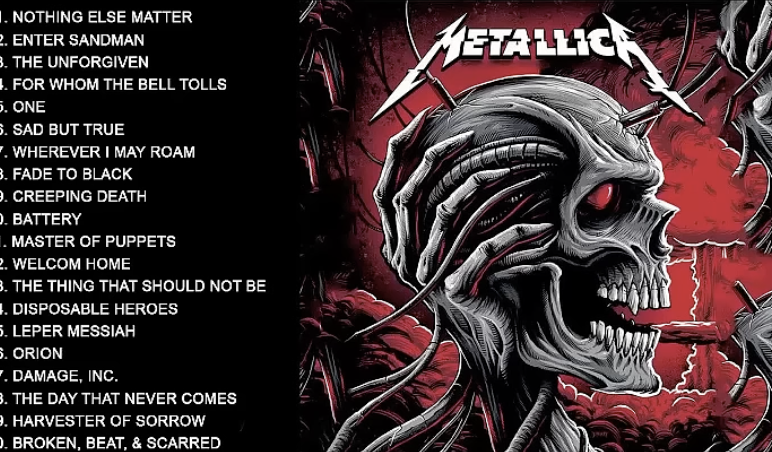 1. NOTHING ELSE MATTER
2. ENTER SANDMAN
3. THE UNFORGIVEN
4. FOR WHOM THE BELL TOLLS
5. ONE
6. SAD BUT TRUE
7. WHEREVER I MAY ROAM
8. FADE TO BLACK
9. CREEPING DEATH
0. BATTERY
1. MASTER OF PUPPETS
2. WELCOM HOME
3. THE THING THAT SHOULD NOT BE
4. DISPOSABLE HEROES
5. LEPER MESSIAH
6. ORION
7. DAMAGE, INC.
8. THE DAY THAT NEVER COMES
9. HARVESTER OF SORROW
0. BROKEN, BEAT, & SCARRED
METALLICA